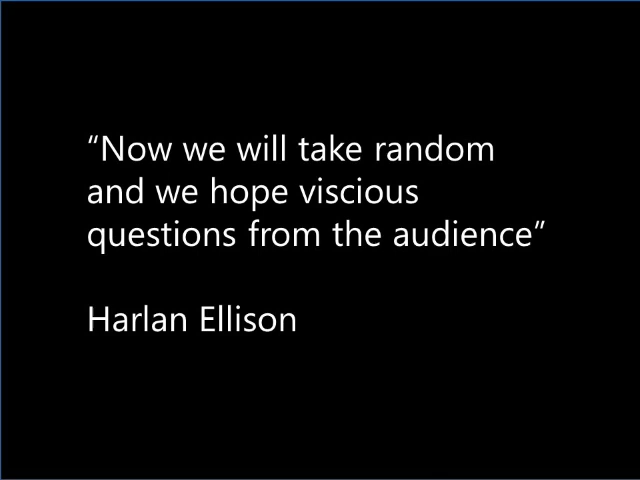 “Now we will take random
and we hope viscious
questions from the audience”
Harlan Ellison